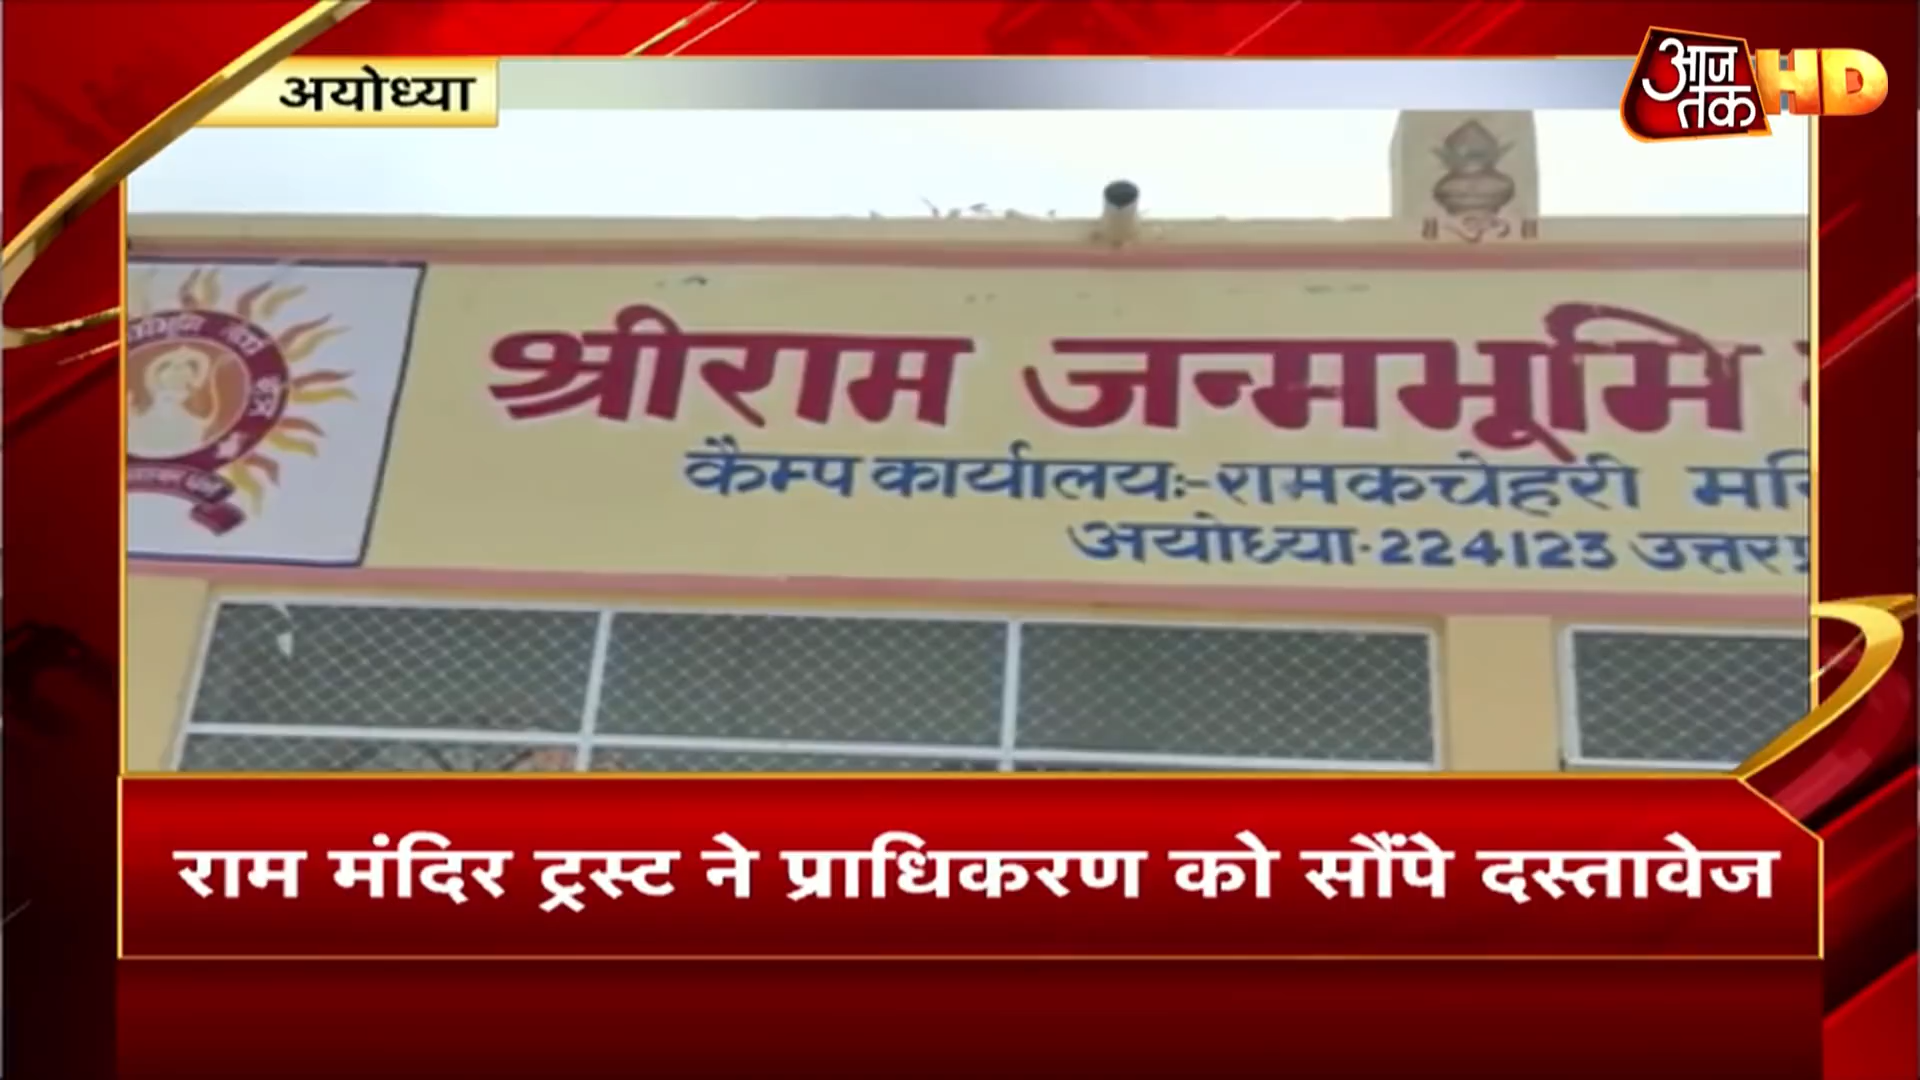 अयोध्या
आज तक HD
॥ ॐ ॥
श्रीराम जन्मभूमि
कैम्प कार्यालयः-रामकचेहरी
अयोध्या-224123
राम मंदिर ट्रस्ट ने प्राधिकरण को सौंपे दस्तावेज